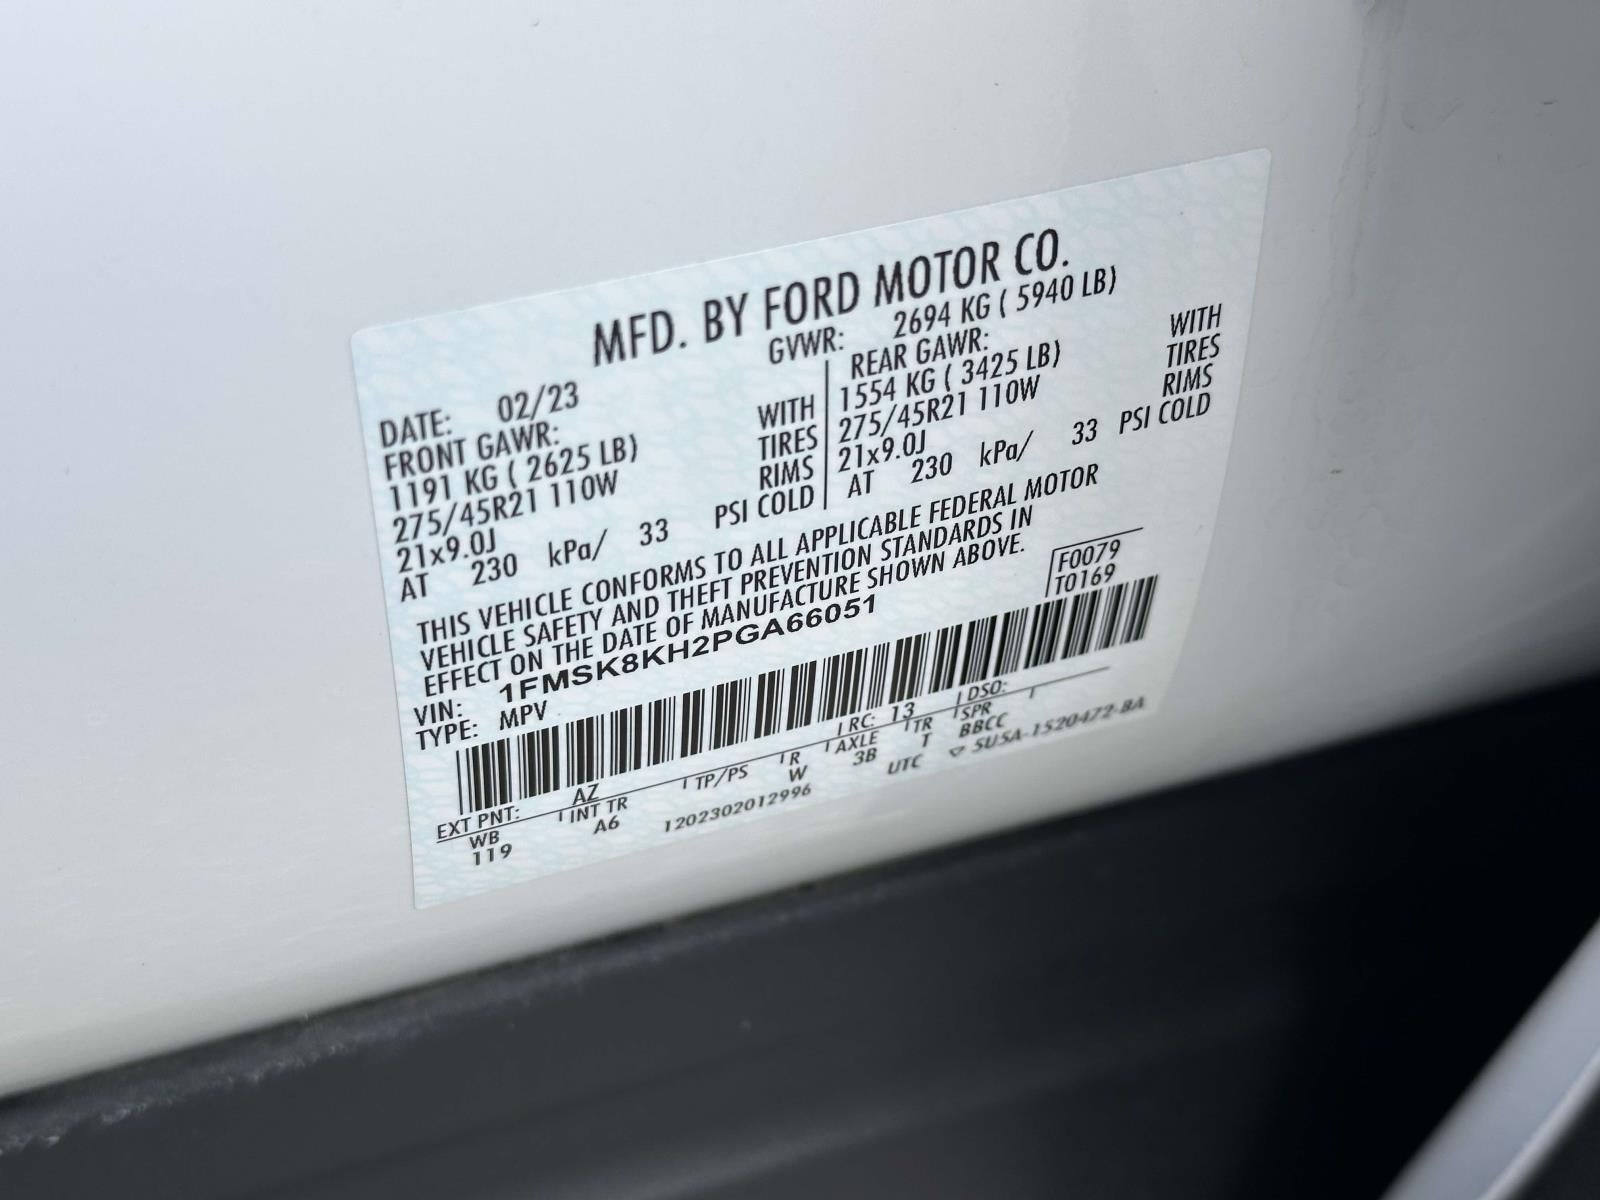 MFD. BY FORD MOTOR CO.
DATE: 02/23 GVWR: 2694 KG ( 5940 LB)
FRONT GAWR: REAR GAWR:
1191 KG ( 2625 LB) WITH 1554 KG ( 3425 LB) WITH
275/45R21 110W TIRES 275/45R21 110W TIRES
21x9.0J RIMS 21x9.0J RIMS
AT 230 kPa/ 33 PSI COLD AT 230 kPa/ 33 PSI COLD
THIS VEHICLE CONFORMS TO ALL APPLICABLE FEDERAL MOTOR
VEHICLE SAFETY AND THEFT PREVENTION STANDARDS IN
EFFECT ON THE DATE OF MANUFACTURE SHOWN ABOVE.
VIN: 1FMSK8KH2PGA66051 F0079
TYPE: MPV T0169
EXT PNT: AZ RC: 13 DSO:
WB INT TR TP/PS R AXLE TR SPR
119 A6 W 3B T BBCC
1202302012996 UTC 5U5A-1520472-BA